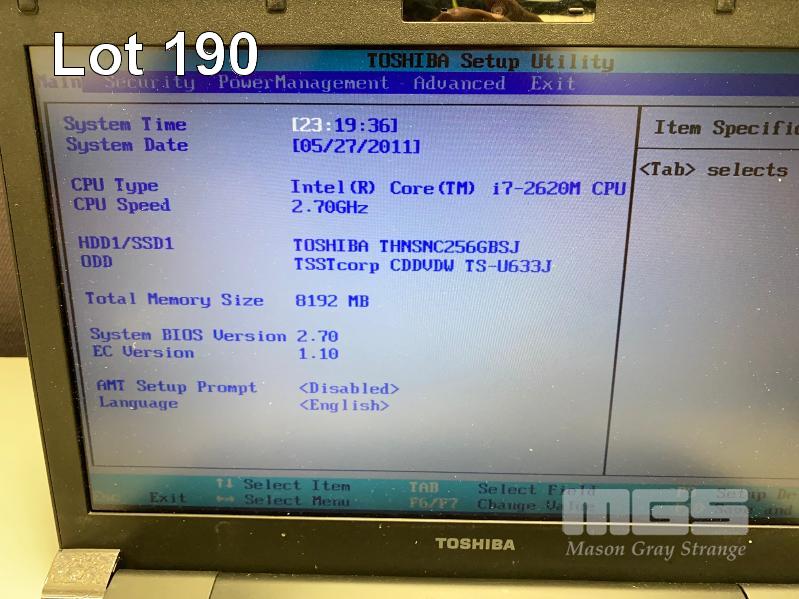 Lot 190
TOSHIBA Setup Utility
Main Security PowerManagement Advanced Exit
System Time [23:19:36]
System Date [05/27/2011]
Item Specific
<Tab> selects
CPU Type Intel(R) Core(TM) i7-2620M CPU
CPU Speed 2.70GHz
HDD1/SSD1 TOSHIBA THNSNC256GBSJ
ODD TSSTcorp CDDVDW TS-U633J
Total Memory Size 8192 MB
System BIOS Version 2.70
EC Version 1.10
AMT Setup Prompt <Disabled>
Language <English>
↑↓ Select Item TAB Select Field
Esc Exit ↔ Select Menu F6/F7 Change Value
MGS
Mason Gray Strange
TOSHIBA